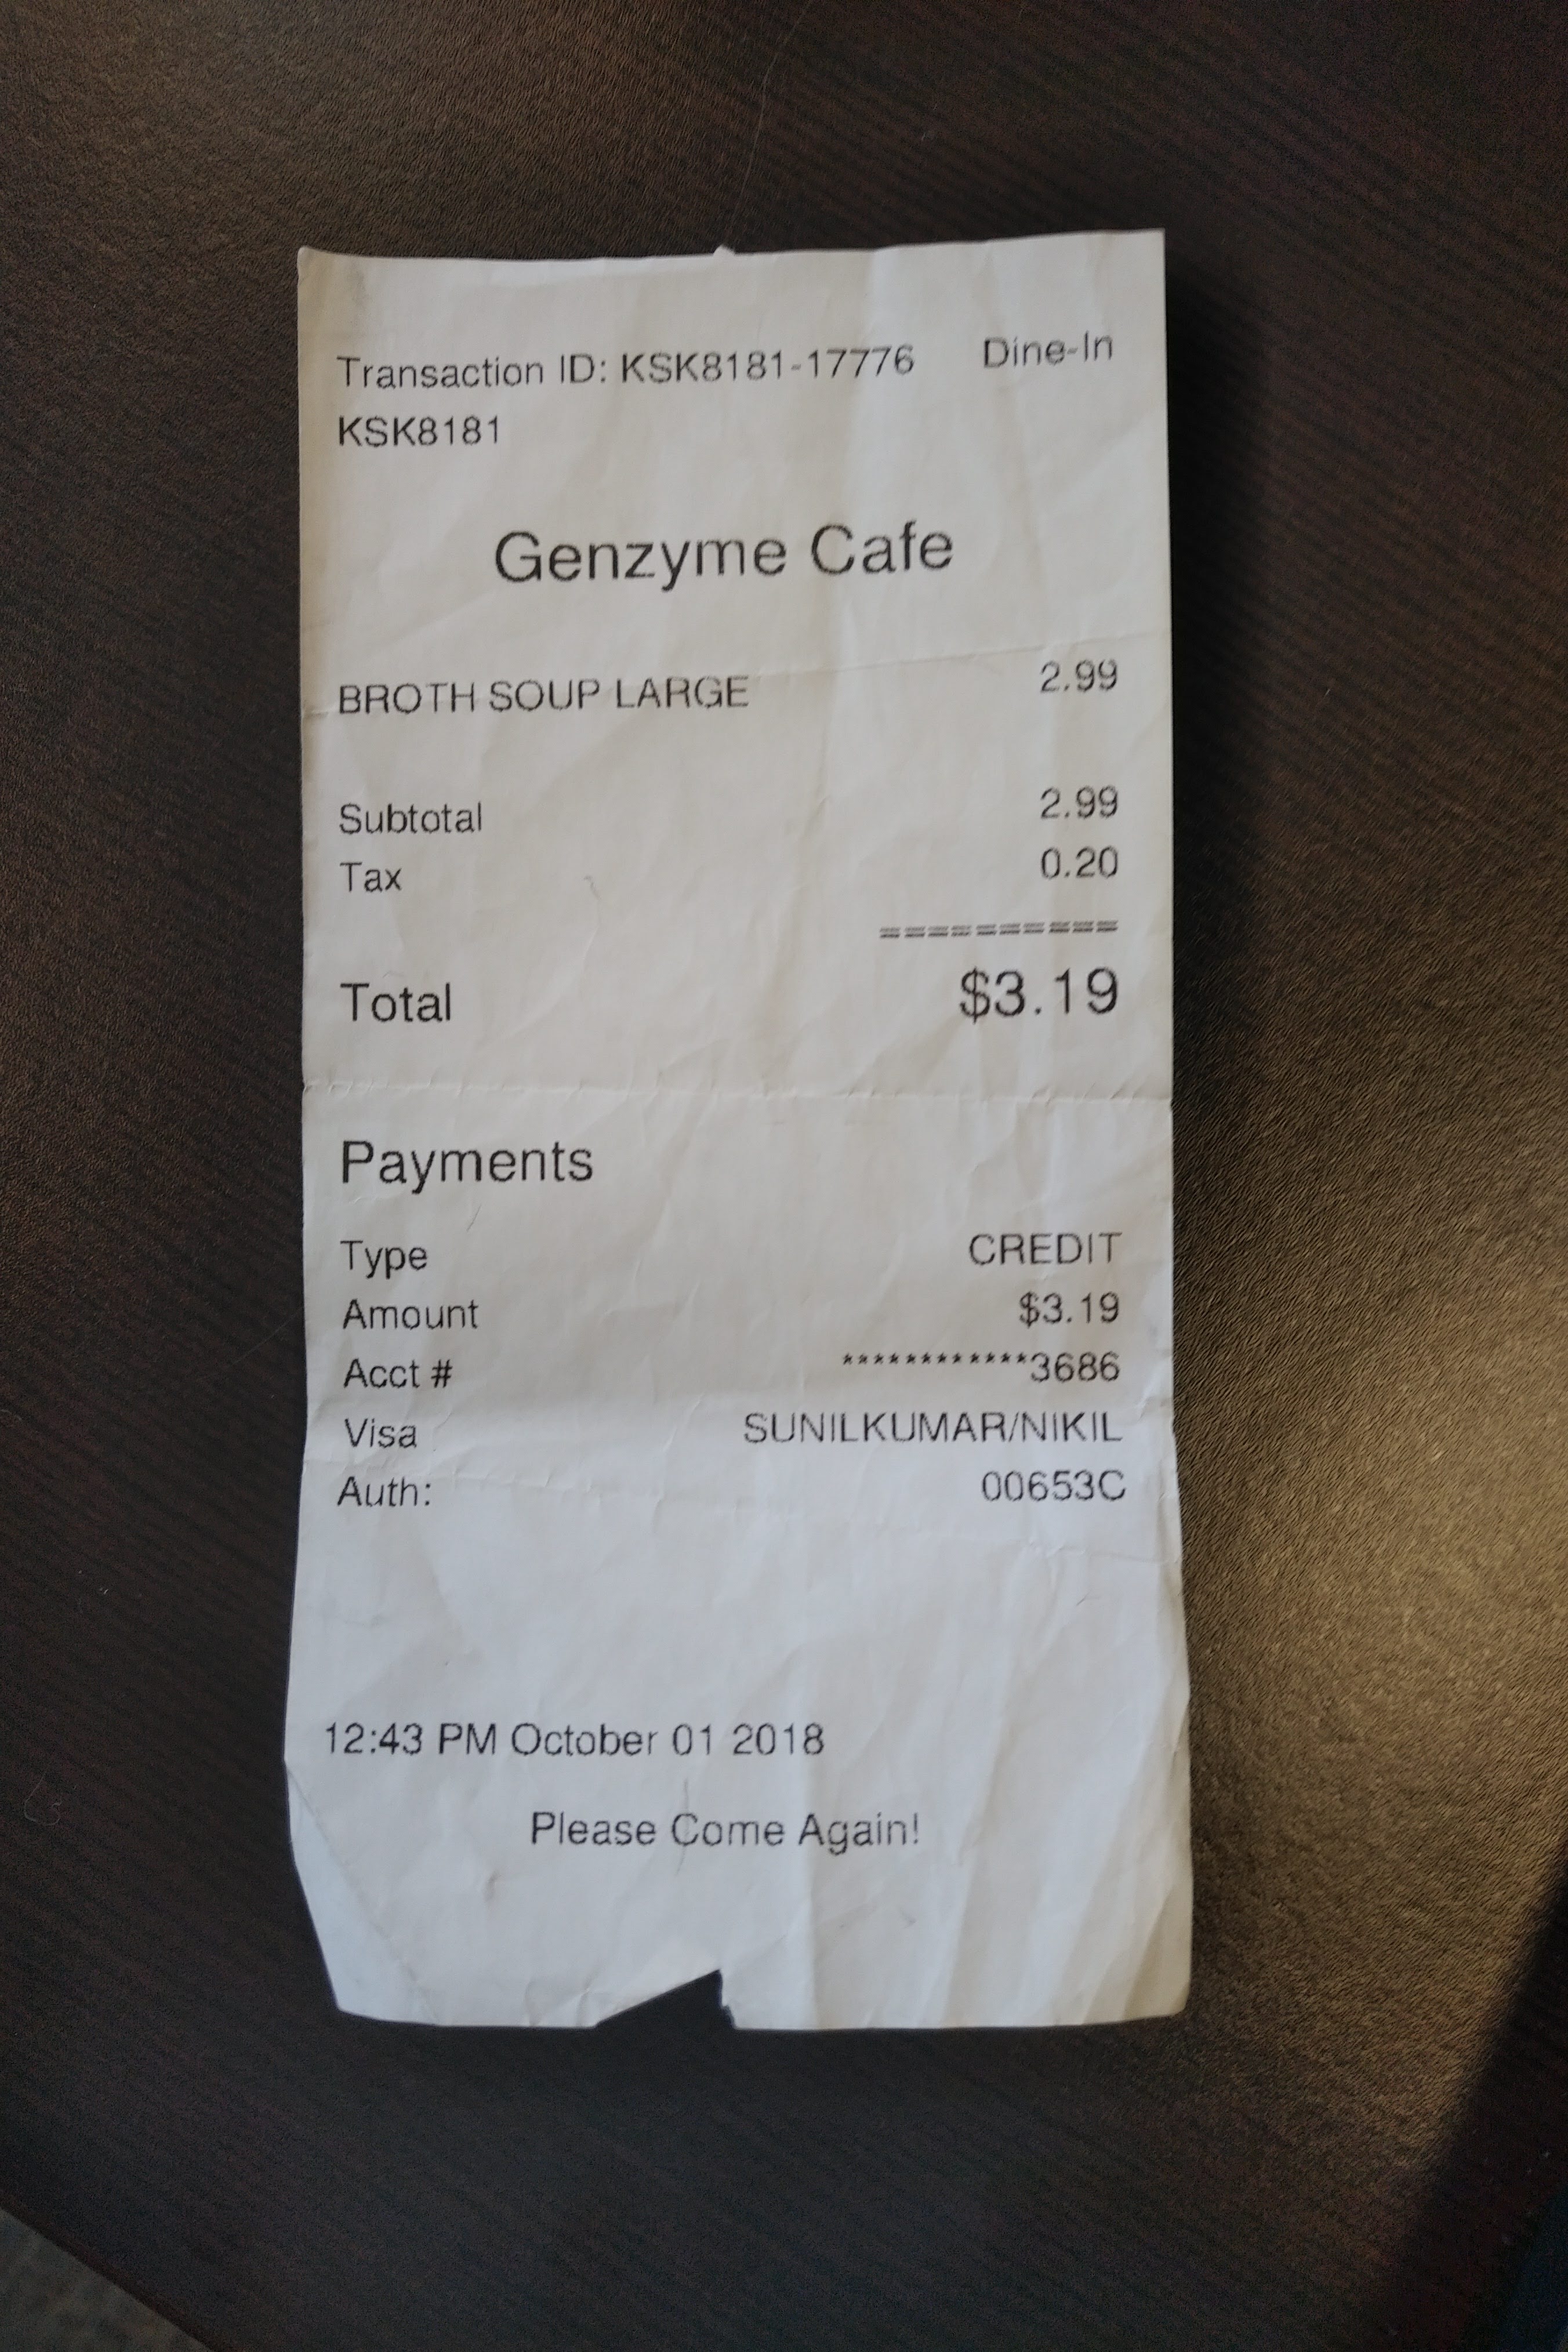 Transaction ID: KSK8181-17776 Dine-In
KSK8181
Genzyme Cafe
BROTH SOUP LARGE 2.99
Subtotal 2.99
Tax 0.20
==========
Total $3.19
Payments
Type CREDIT
Amount $3.19
Acct # ************3686
Visa SUNILKUMAR/NIKIL
Auth: 00653C
12:43 PM October 01 2018
Please Come Again!